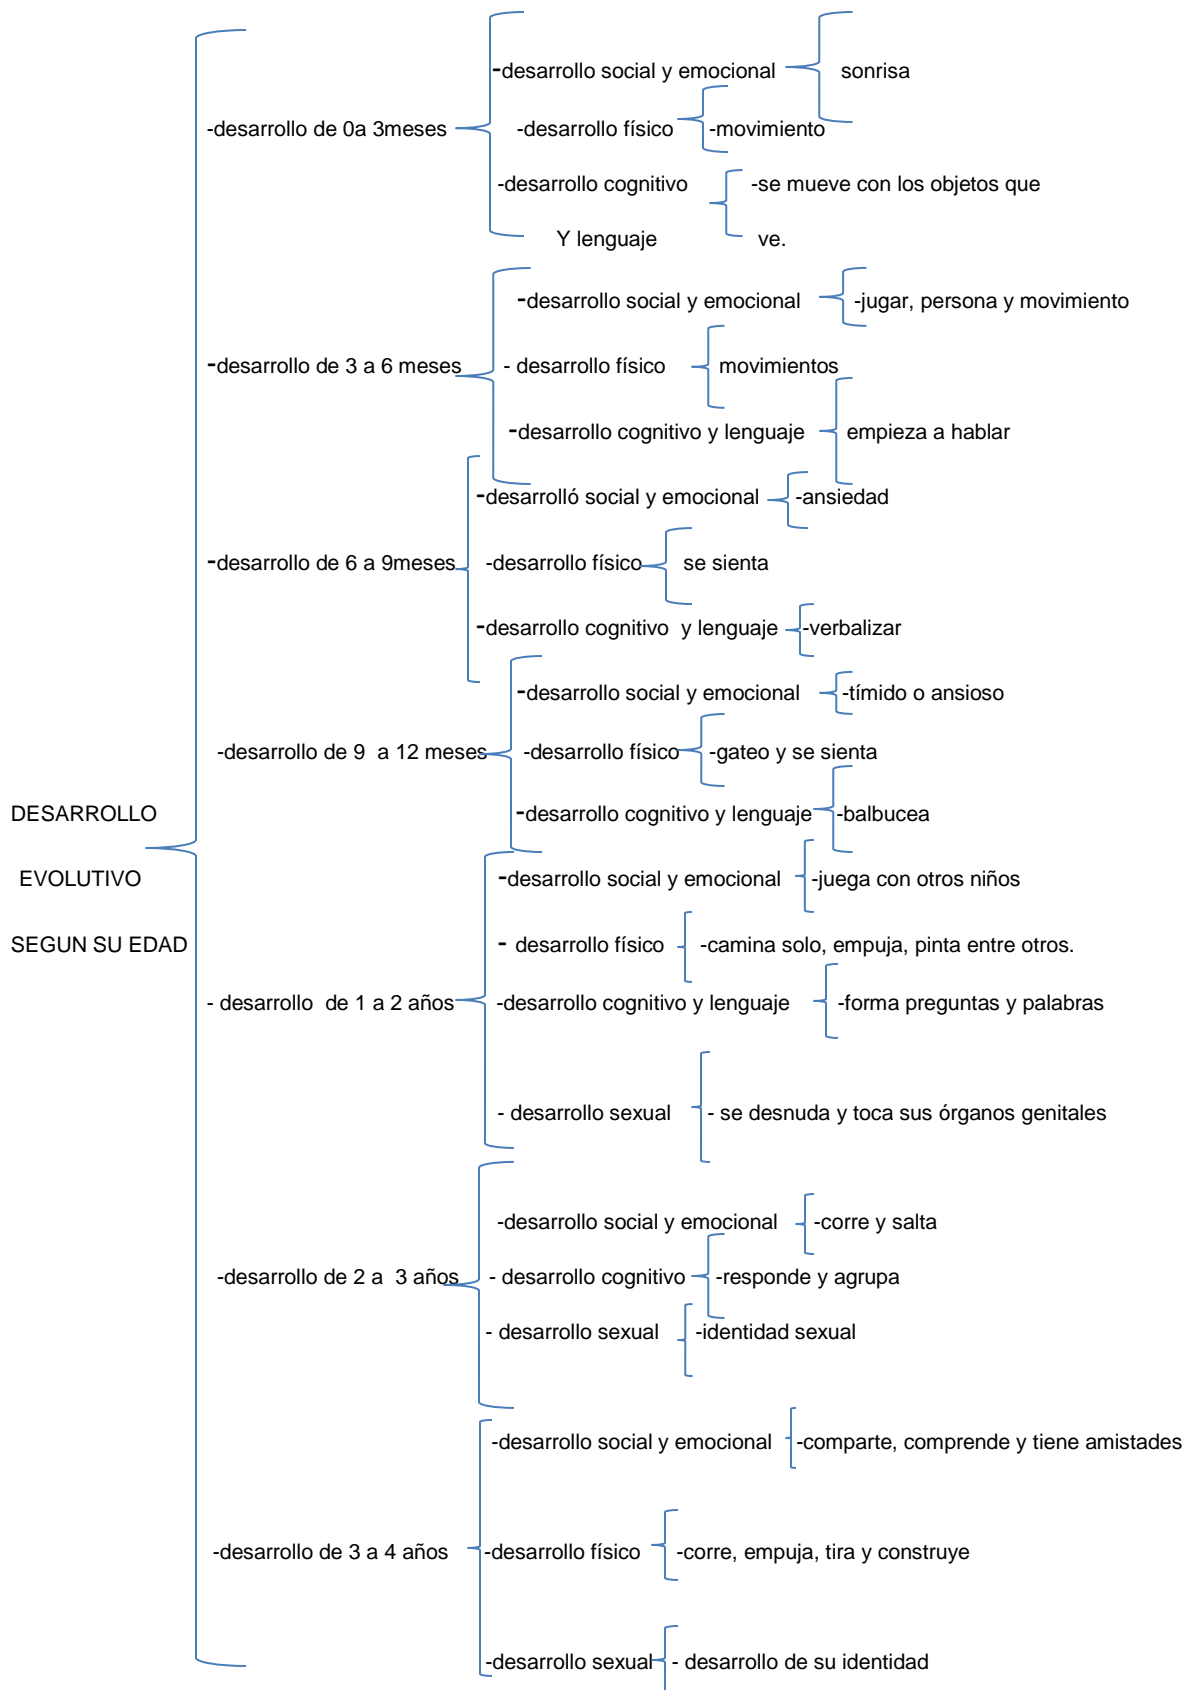 -desarrollo social y emocional sonrisa
-desarrollo de 0a 3meses -desarrollo físico -movimiento
-desarrollo cognitivo -se mueve con los objetos que
Y lenguaje ve.
-desarrollo social y emocional -jugar, persona y movimiento
-desarrollo de 3 a 6 meses - desarrollo físico movimientos
-desarrollo cognitivo y lenguaje empieza a hablar
-desarrolló social y emocional -ansiedad
-desarrollo de 6 a 9meses -desarrollo físico se sienta
-desarrollo cognitivo y lenguaje -verbalizar
-desarrollo social y emocional -tímido o ansioso
-desarrollo de 9 a 12 meses -desarrollo físico -gateo y se sienta
DESARROLLO -desarrollo cognitivo y lenguaje -balbucea
EVOLUTIVO -desarrollo social y emocional -juega con otros niños
SEGUN SU EDAD - desarrollo físico -camina solo, empuja, pinta entre otros.
- desarrollo de 1 a 2 años -desarrollo cognitivo y lenguaje -forma preguntas y palabras
- desarrollo sexual - se desnuda y toca sus órganos genitales
-desarrollo social y emocional -corre y salta
-desarrollo de 2 a 3 años - desarrollo cognitivo -responde y agrupa
- desarrollo sexual -identidad sexual
-desarrollo social y emocional -comparte, comprende y tiene amistades
-desarrollo de 3 a 4 años -desarrollo físico -corre, empuja, tira y construye
-desarrollo sexual - desarrollo de su identidad